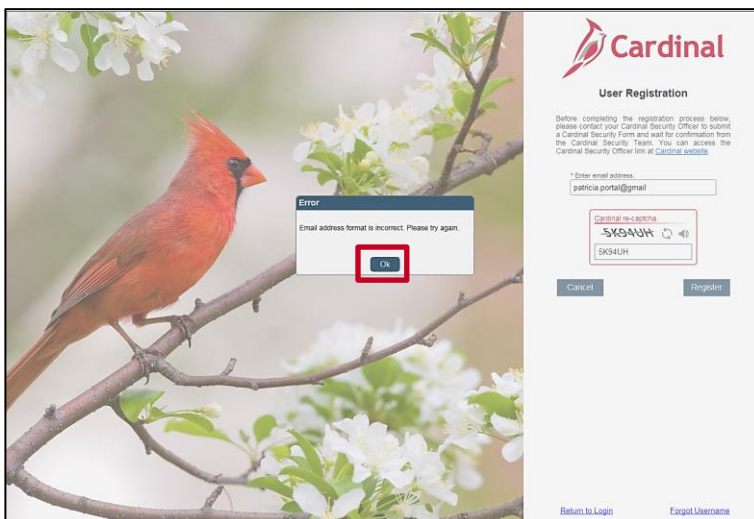 Cardinal
User Registration
Before completing the registration process below,
please contact your Cardinal Security Officer to submit
a Cardinal Security Form and wait for confirmation from
the Cardinal Security Team. You can access the
Cardinal Security Officer link at Cardinal website.
* Enter email address
patricia.portal@gmail
Cardinal re-captcha
5K94UH
5K94UH
Cancel
Register
Error
Email address format is incorrect. Please try again.
Ok
Return to Login
Forgot Username